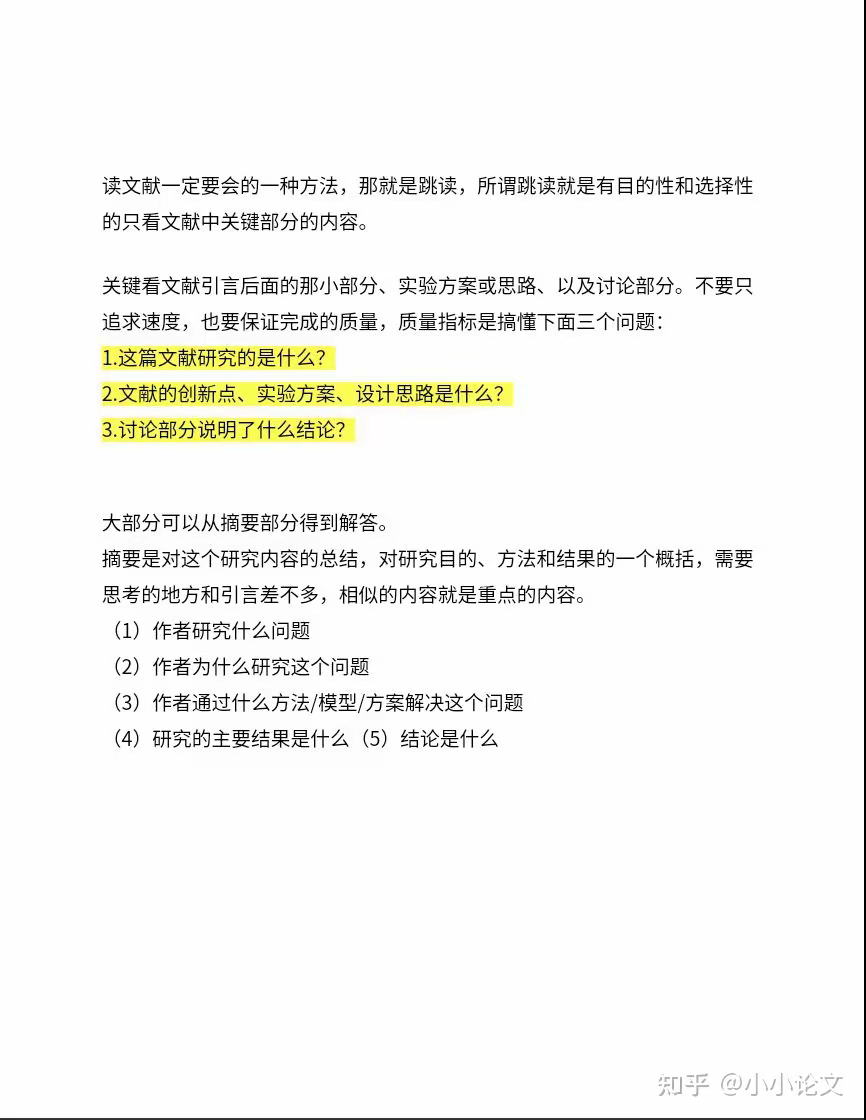 读文献一定要会的一种方法，那就是跳读，所谓跳读就是有目的性和选择性
的只看文献中关键部分的内容。
关键看文献引言后面的那小部分、实验方案或思路、以及讨论部分。不要只
追求速度，也要保证完成的质量，质量指标是搞懂下面三个问题：
1.这篇文献研究的是什么？
2.文献的创新点、实验方案、设计思路是什么？
3.讨论部分说明了什么结论？
大部分可以从摘要部分得到解答。
摘要是对这个研究内容的总结，对研究目的、方法和结果的一个概括，需要
思考的地方和引言差不多，相似的内容就是重点的内容。
（1）作者研究什么问题
（2）作者为什么研究这个问题
（3）作者通过什么方法/模型/方案解决这个问题
（4）研究的主要结果是什么（5）结论是什么
知乎 @小小论文